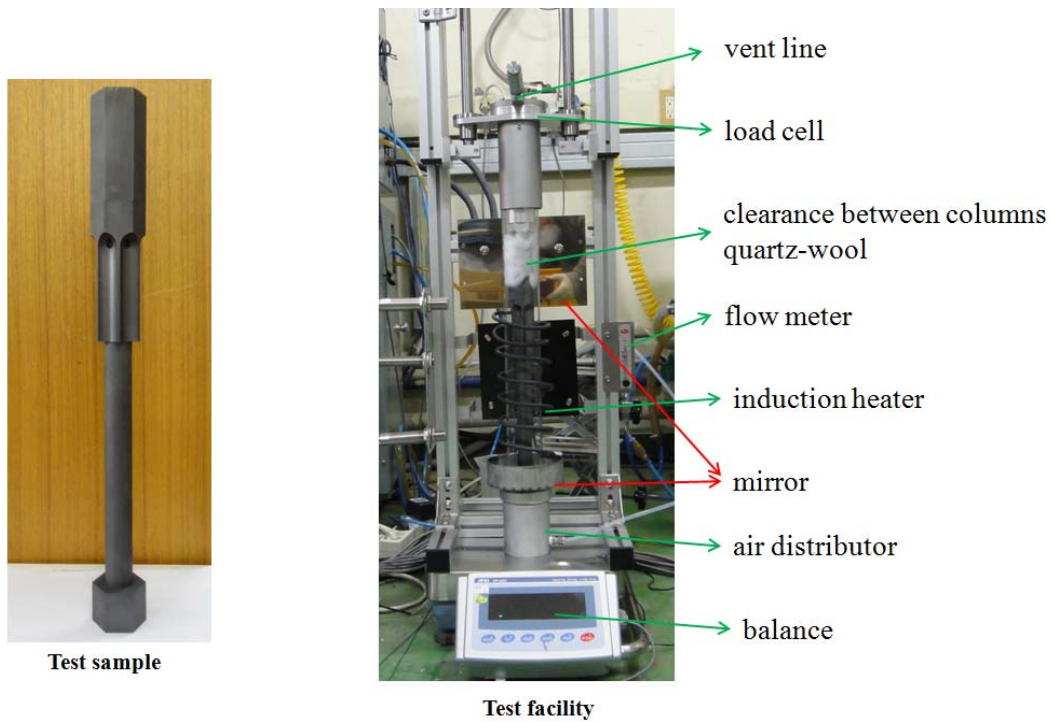 vent line
load cell
clearance between columns
quartz-wool
flow meter
induction heater
mirror
air distributor
balance
Test sample
Test facility